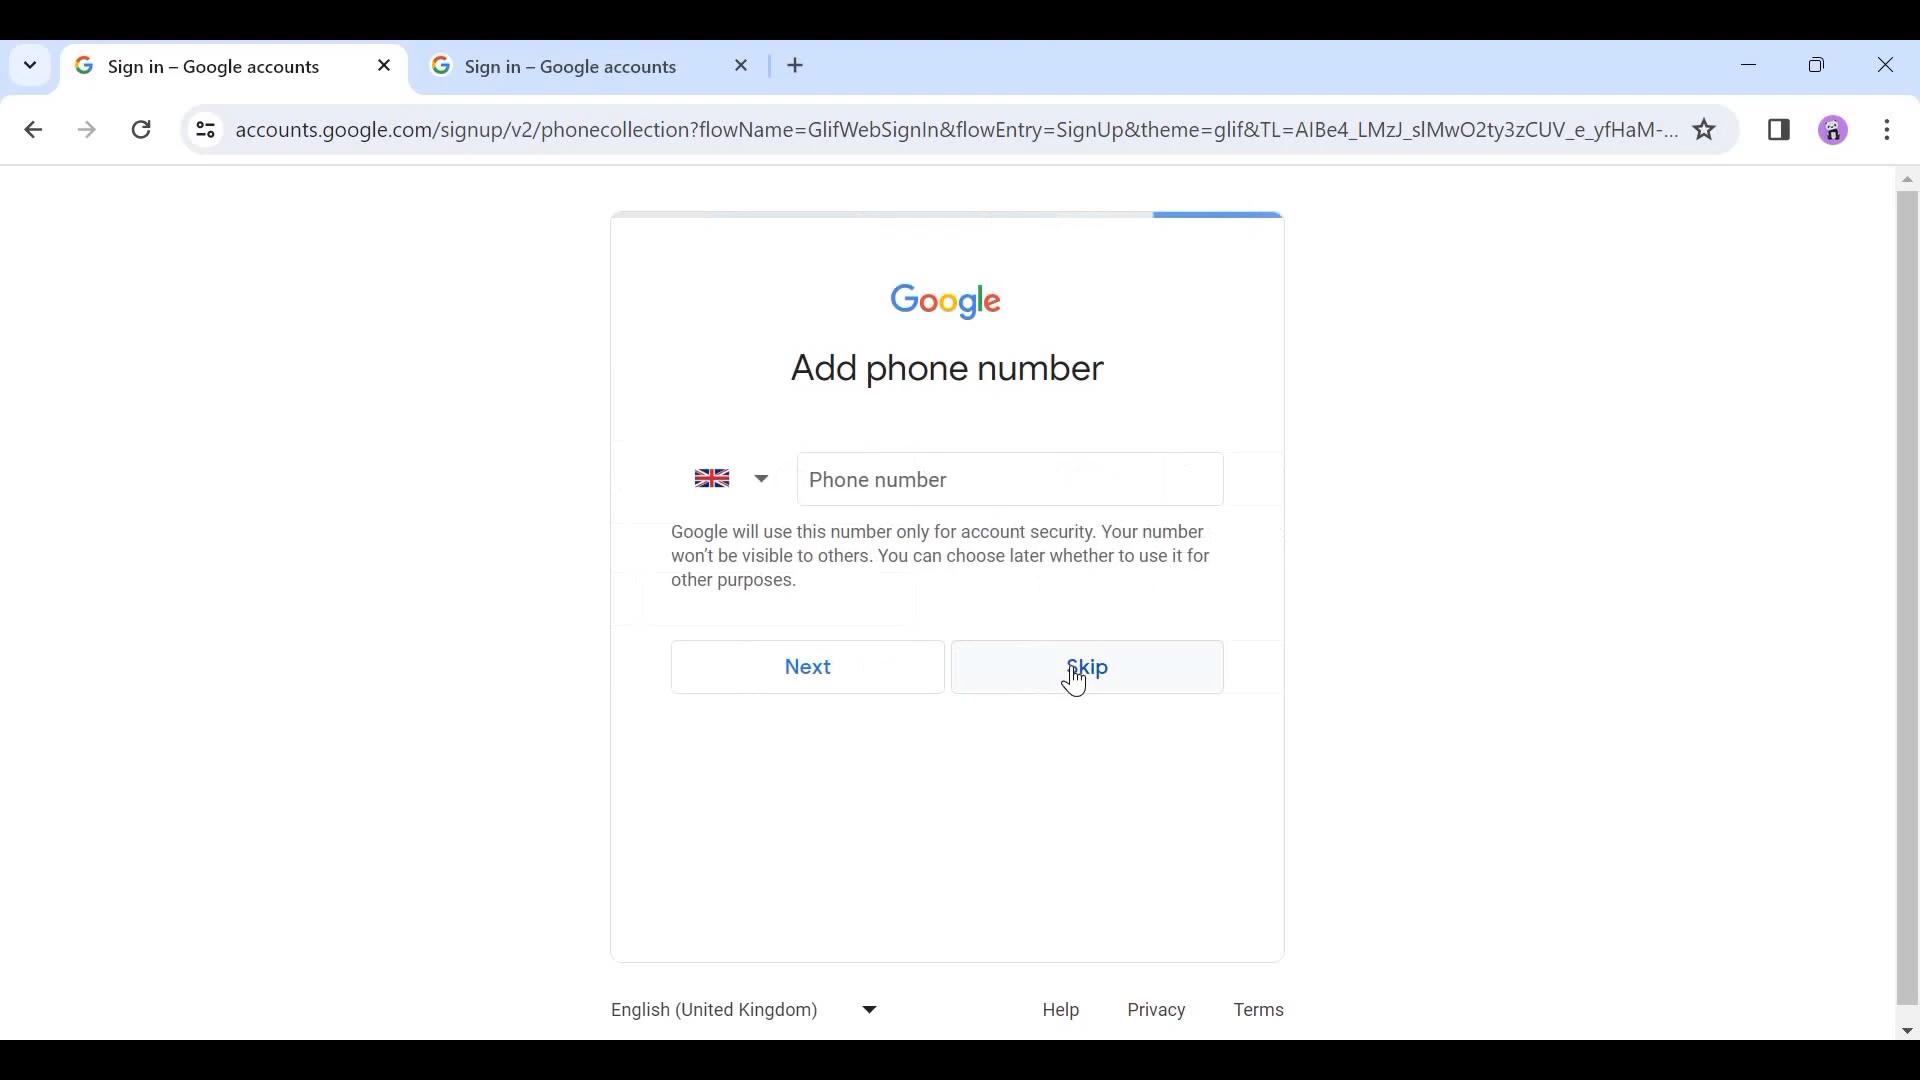 Sign in – Google accounts
Sign in – Google accounts
accounts.google.com/signup/v2/phonecollection?flowName=GlifWebSignIn&flowEntry=SignUp&theme=glif&TL=AIBe4_LMzJ_sIMwO2ty3zCUV_e_yfHaM-...
Google
Add phone number
Phone number
Google will use this number only for account security. Your number
won't be visible to others. You can choose later whether to use it for
other purposes.
Next
Skip
English (United Kingdom)
Help
Privacy
Terms